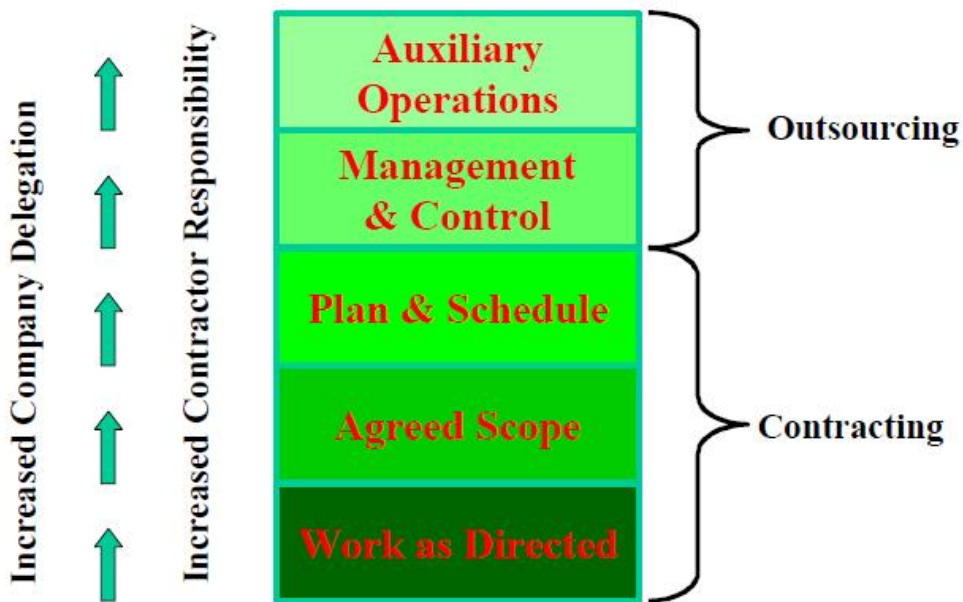 Increased Company Delegation
Increased Contractor Responsibility
Auxiliary
Operations
Management
& Control
Plan & Schedule
Agreed Scope
Work as Directed
Outsourcing
Contracting